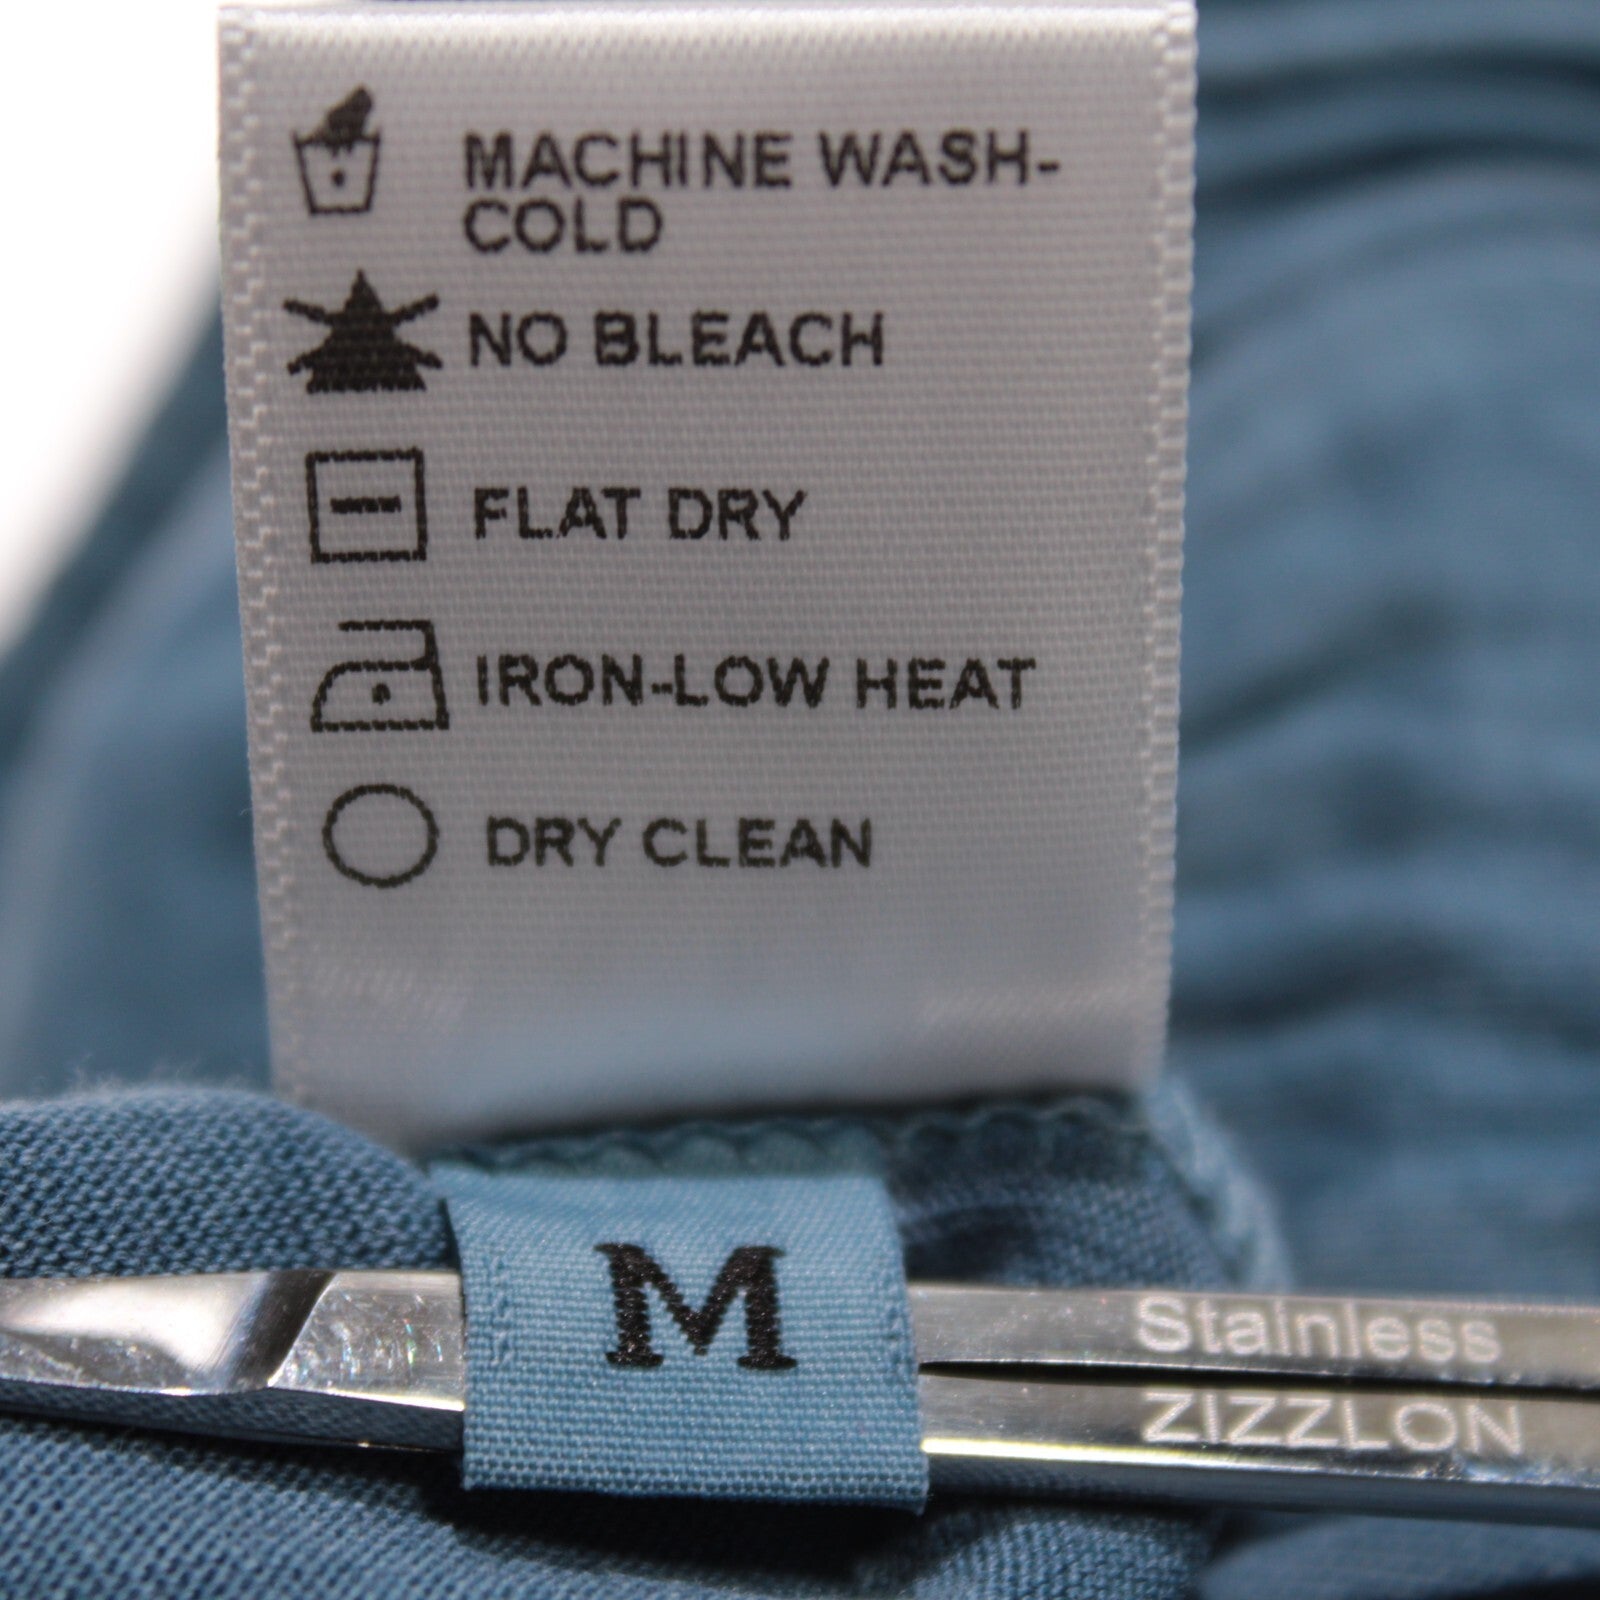 MACHINE WASH-
COLD
NO BLEACH
FLAT DRY
IRON-LOW HEAT
DRY CLEAN
M
Stainless
ZIZZLON